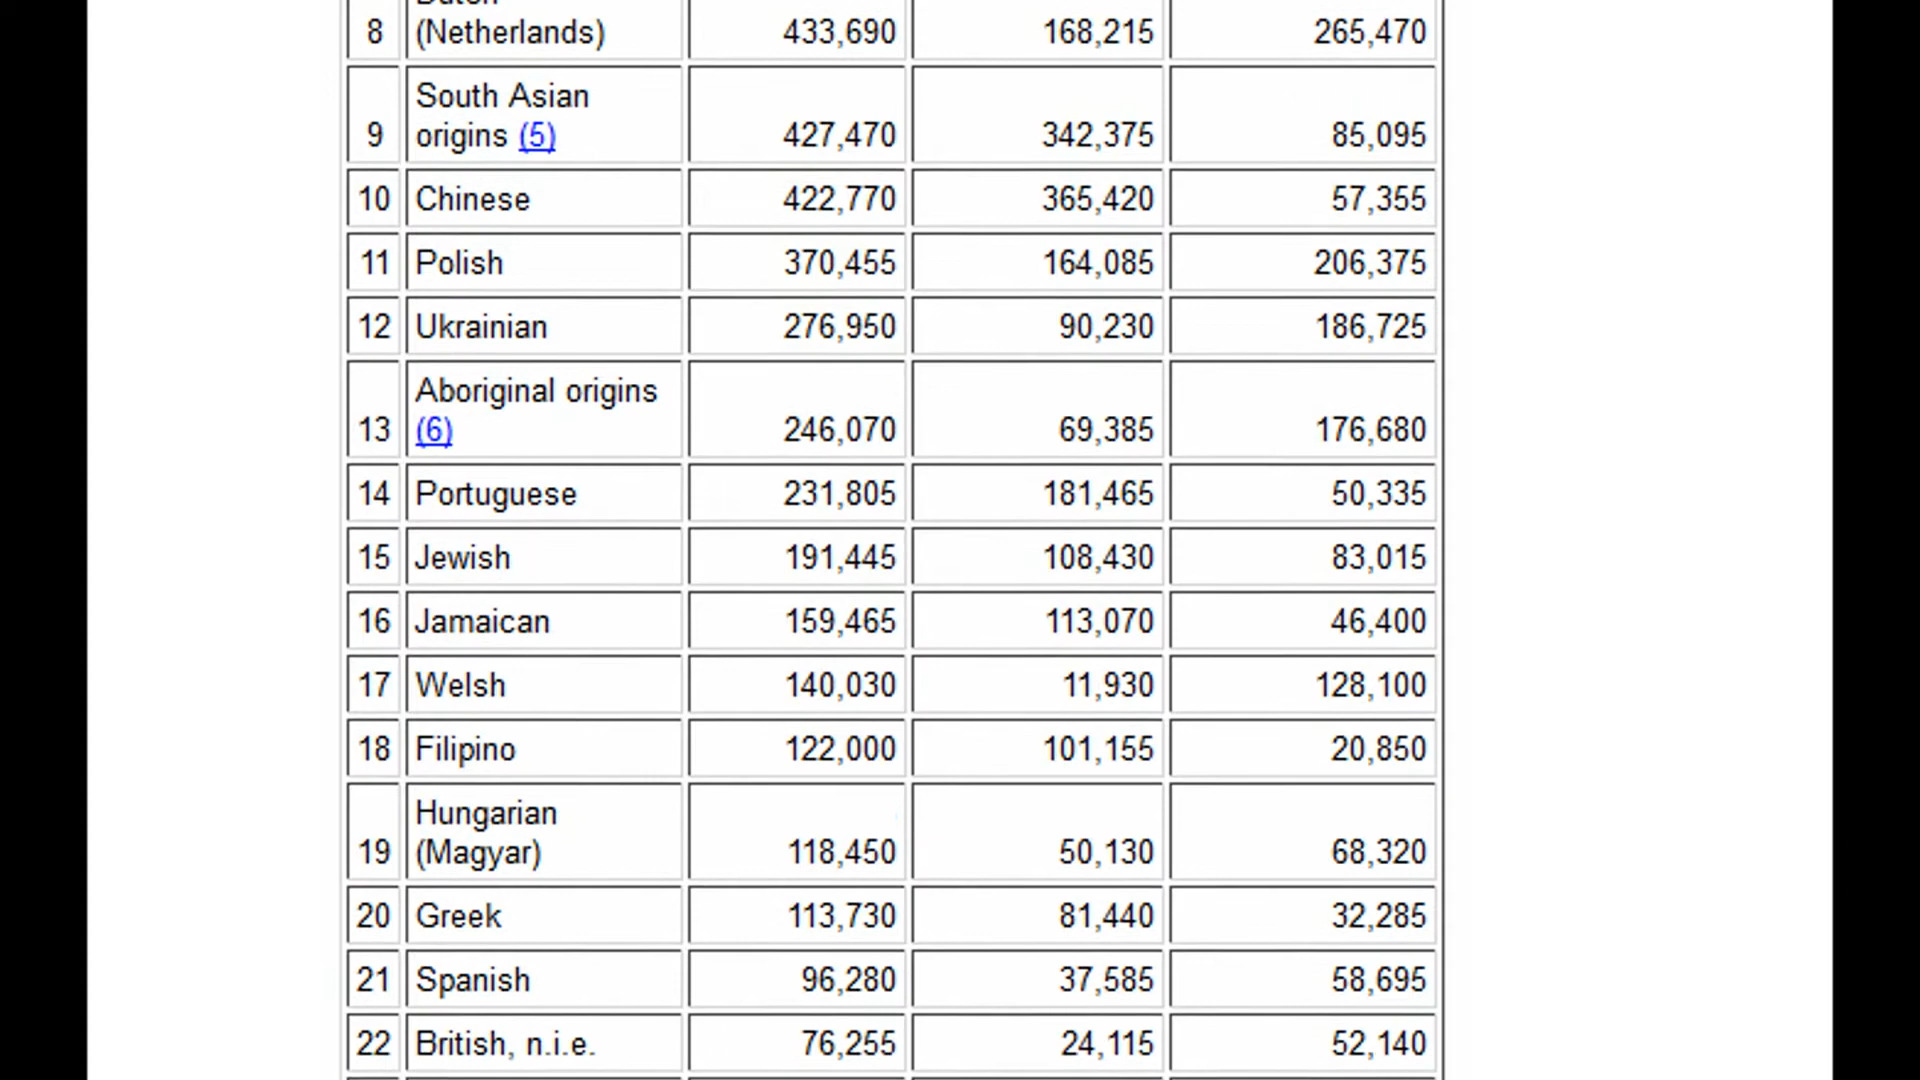 8 (Netherlands) 433,690 168,215 265,470
South Asian
9 origins (5) 427,470 342,375 85,095
10 Chinese 422,770 365,420 57,355
11 Polish 370,455 164,085 206,375
12 Ukrainian 276,950 90,230 186,725
Aboriginal origins
13 (6) 246,070 69,385 176,680
14 Portuguese 231,805 181,465 50,335
15 Jewish 191,445 108,430 83,015
16 Jamaican 159,465 113,070 46,400
17 Welsh 140,030 11,930 128,100
18 Filipino 122,000 101,155 20,850
Hungarian
19 (Magyar) 118,450 50,130 68,320
20 Greek 113,730 81,440 32,285
21 Spanish 96,280 37,585 58,695
22 British, n.i.e. 76,255 24,115 52,140